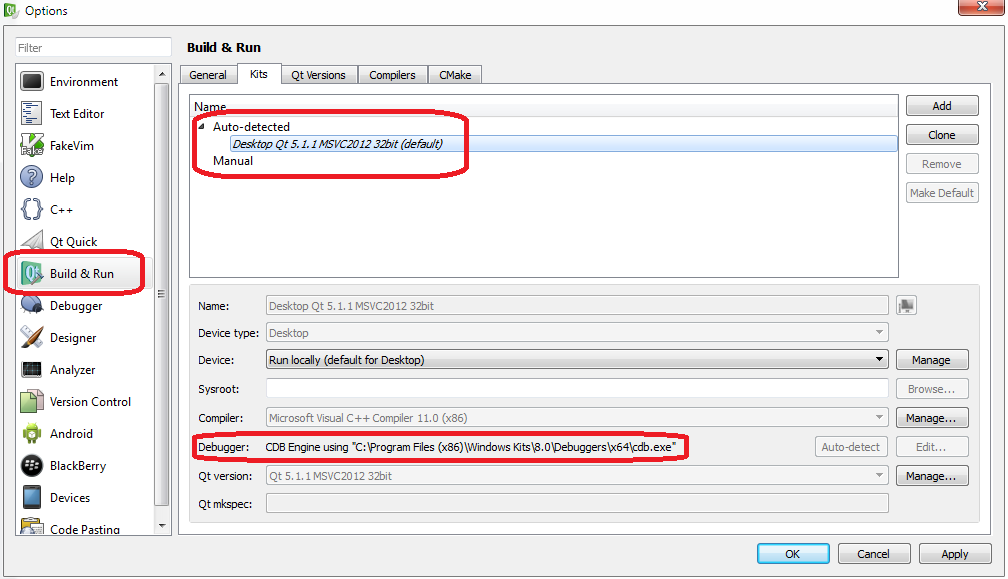 Options
Filter
Environment
Text Editor
FakeVim
Help
C++
Qt Quick
Build & Run
Debugger
Designer
Analyzer
Version Control
Android
BlackBerry
Devices
Code Pasting
Build & Run
General Kits Qt Versions Compilers CMake
Name
Auto-detected
Desktop Qt 5.1.1 MSVC2012 32bit (default)
Manual
Add
Clone
Remove
Make Default
Name: Desktop Qt 5.1.1 MSVC2012 32bit
Device type: Desktop
Device: Run locally (default for Desktop) Manage
Sysroot: Browse...
Compiler: Microsoft Visual C++ Compiler 11.0 (x86) Manage...
Debugger: CDB Engine using "C:\Program Files (x86)\Windows Kits\8.0\Debuggers\x64\cdb.exe" Auto-detect Edit...
Qt version: Qt 5.1.1 MSVC2012 32bit Manage...
Qt mkspec:
OK Cancel Apply